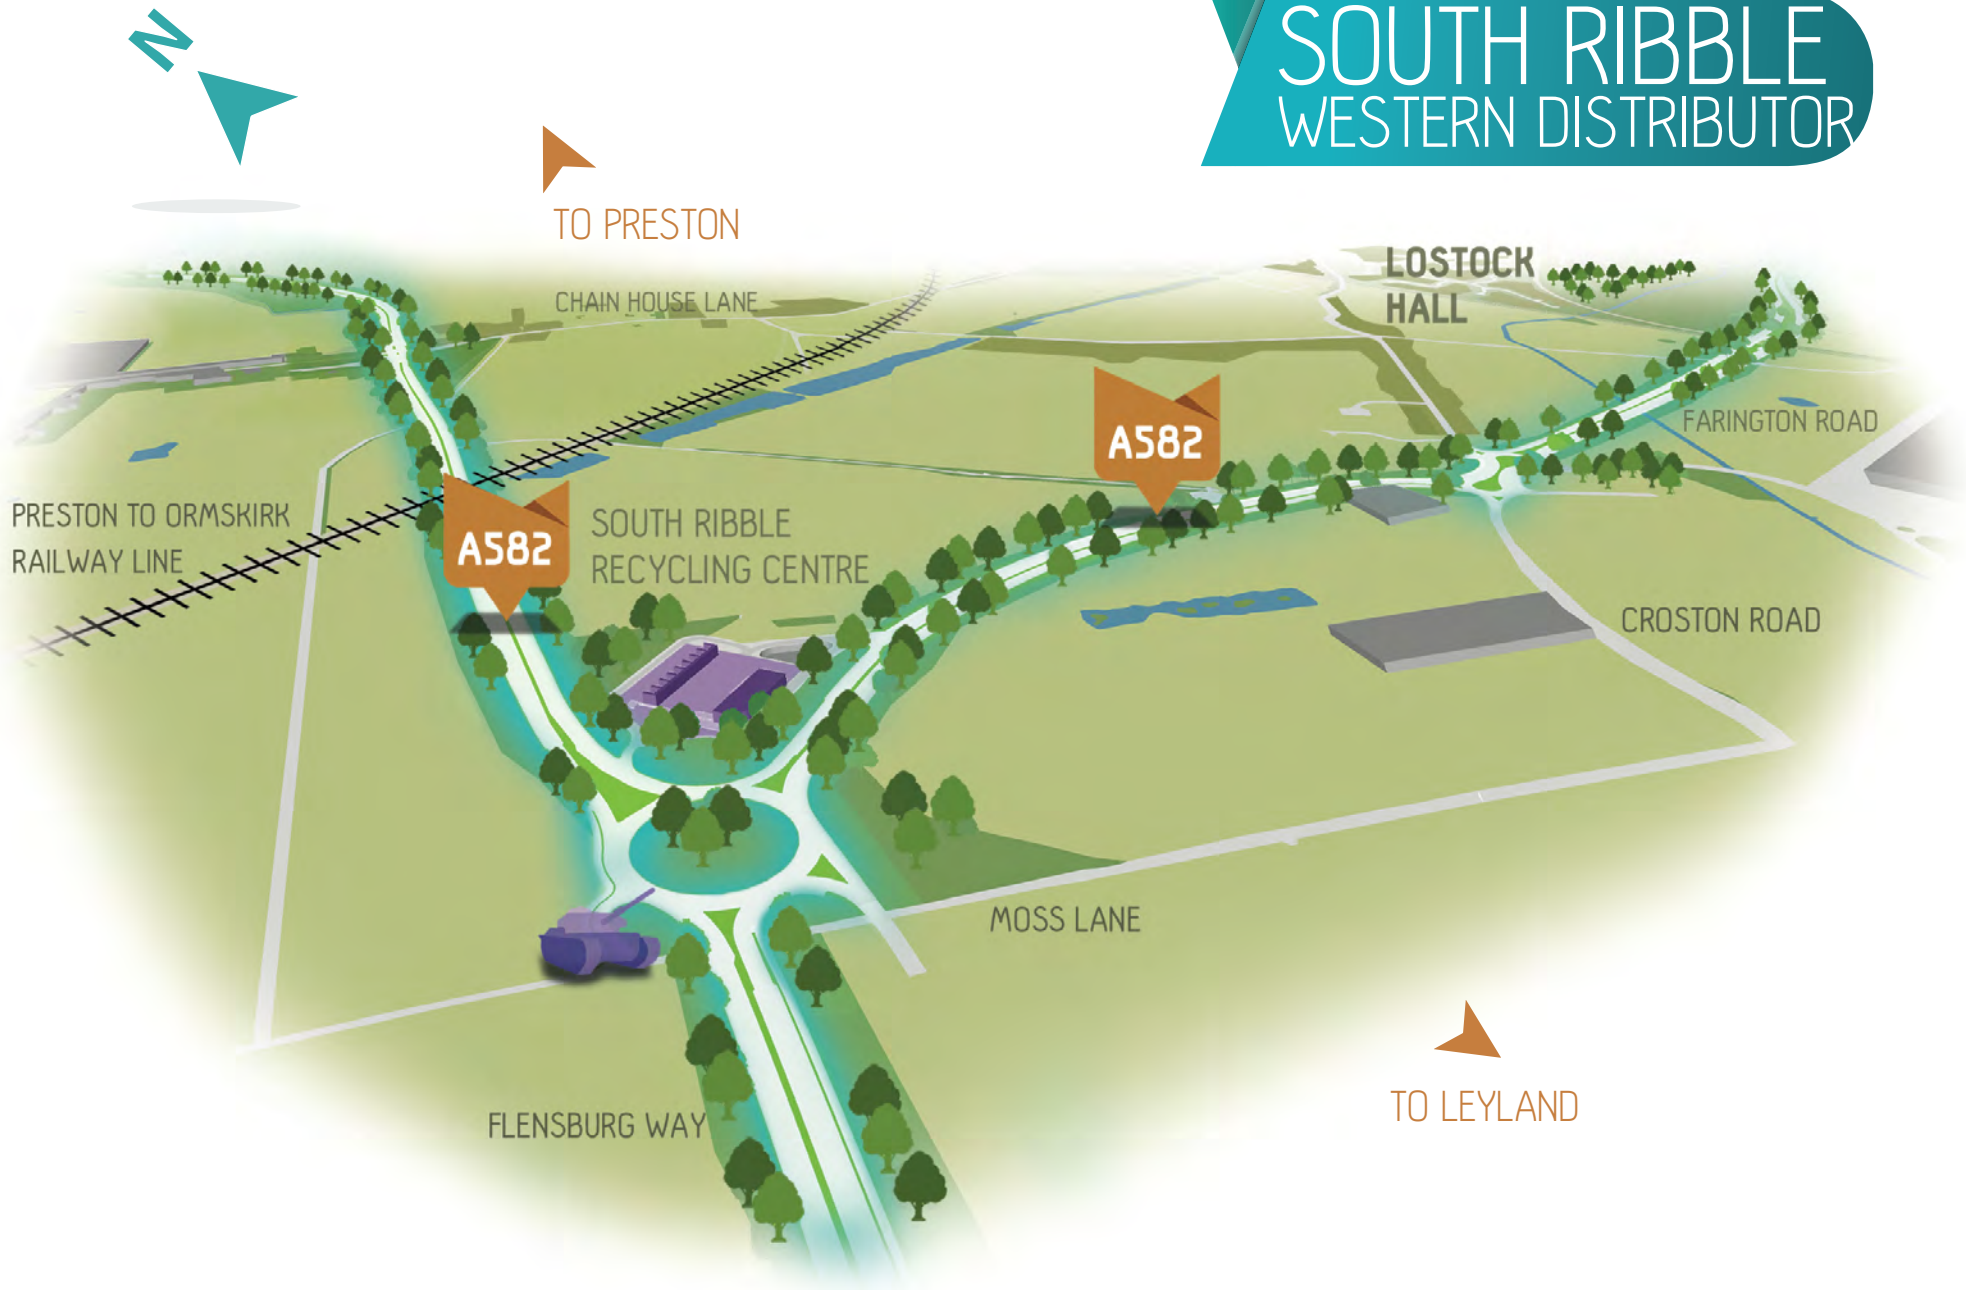 SOUTH RIBBLE
WESTERN DISTRIBUTOR
N
TO PRESTON
LOSTOCK
HALL
CHAIN HOUSE LANE
FARINGTON ROAD
A582
PRESTON TO ORMSKIRK
RAILWAY LINE
A582
SOUTH RIBBLE
RECYCLING CENTRE
CROSTON ROAD
MOSS LANE
FLENSBURG WAY
TO LEYLAND